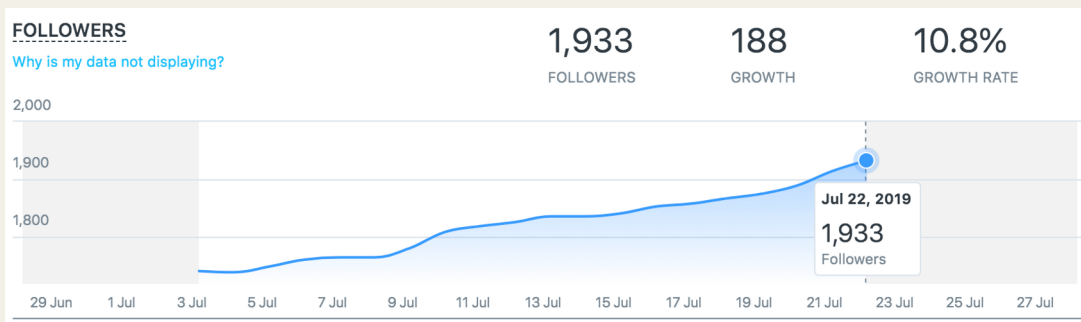 FOLLOWERS
Why is my data not displaying?
1,933
FOLLOWERS
188
GROWTH
10.8%
GROWTH RATE
2,000
1,900
1,800
Jul 22, 2019
1,933
Followers
29 Jun 1 Jul 3 Jul 5 Jul 7 Jul 9 Jul 11 Jul 13 Jul 15 Jul 17 Jul 19 Jul 21 Jul 23 Jul 25 Jul 27 Jul